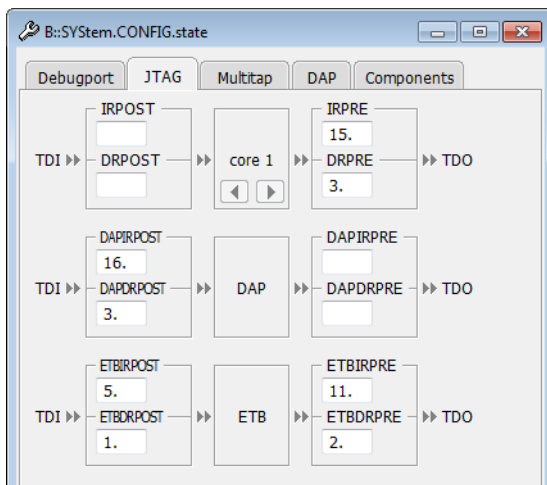 B::SYStem.CONFIG.state
Debugport JTAG Multitap DAP Components
IRPOST IRPRE
15.
TDI DRPOST core 1 DRPRE TDO
3.
DAPIRPOST DAPIRPRE
16.
TDI DAPDRPOST DAP DAPDRPRE TDO
3.
ETBIRPOST ETBIRPRE
5. 11.
TDI ETBDRPOST ETB ETBDRPRE TDO
1. 2.